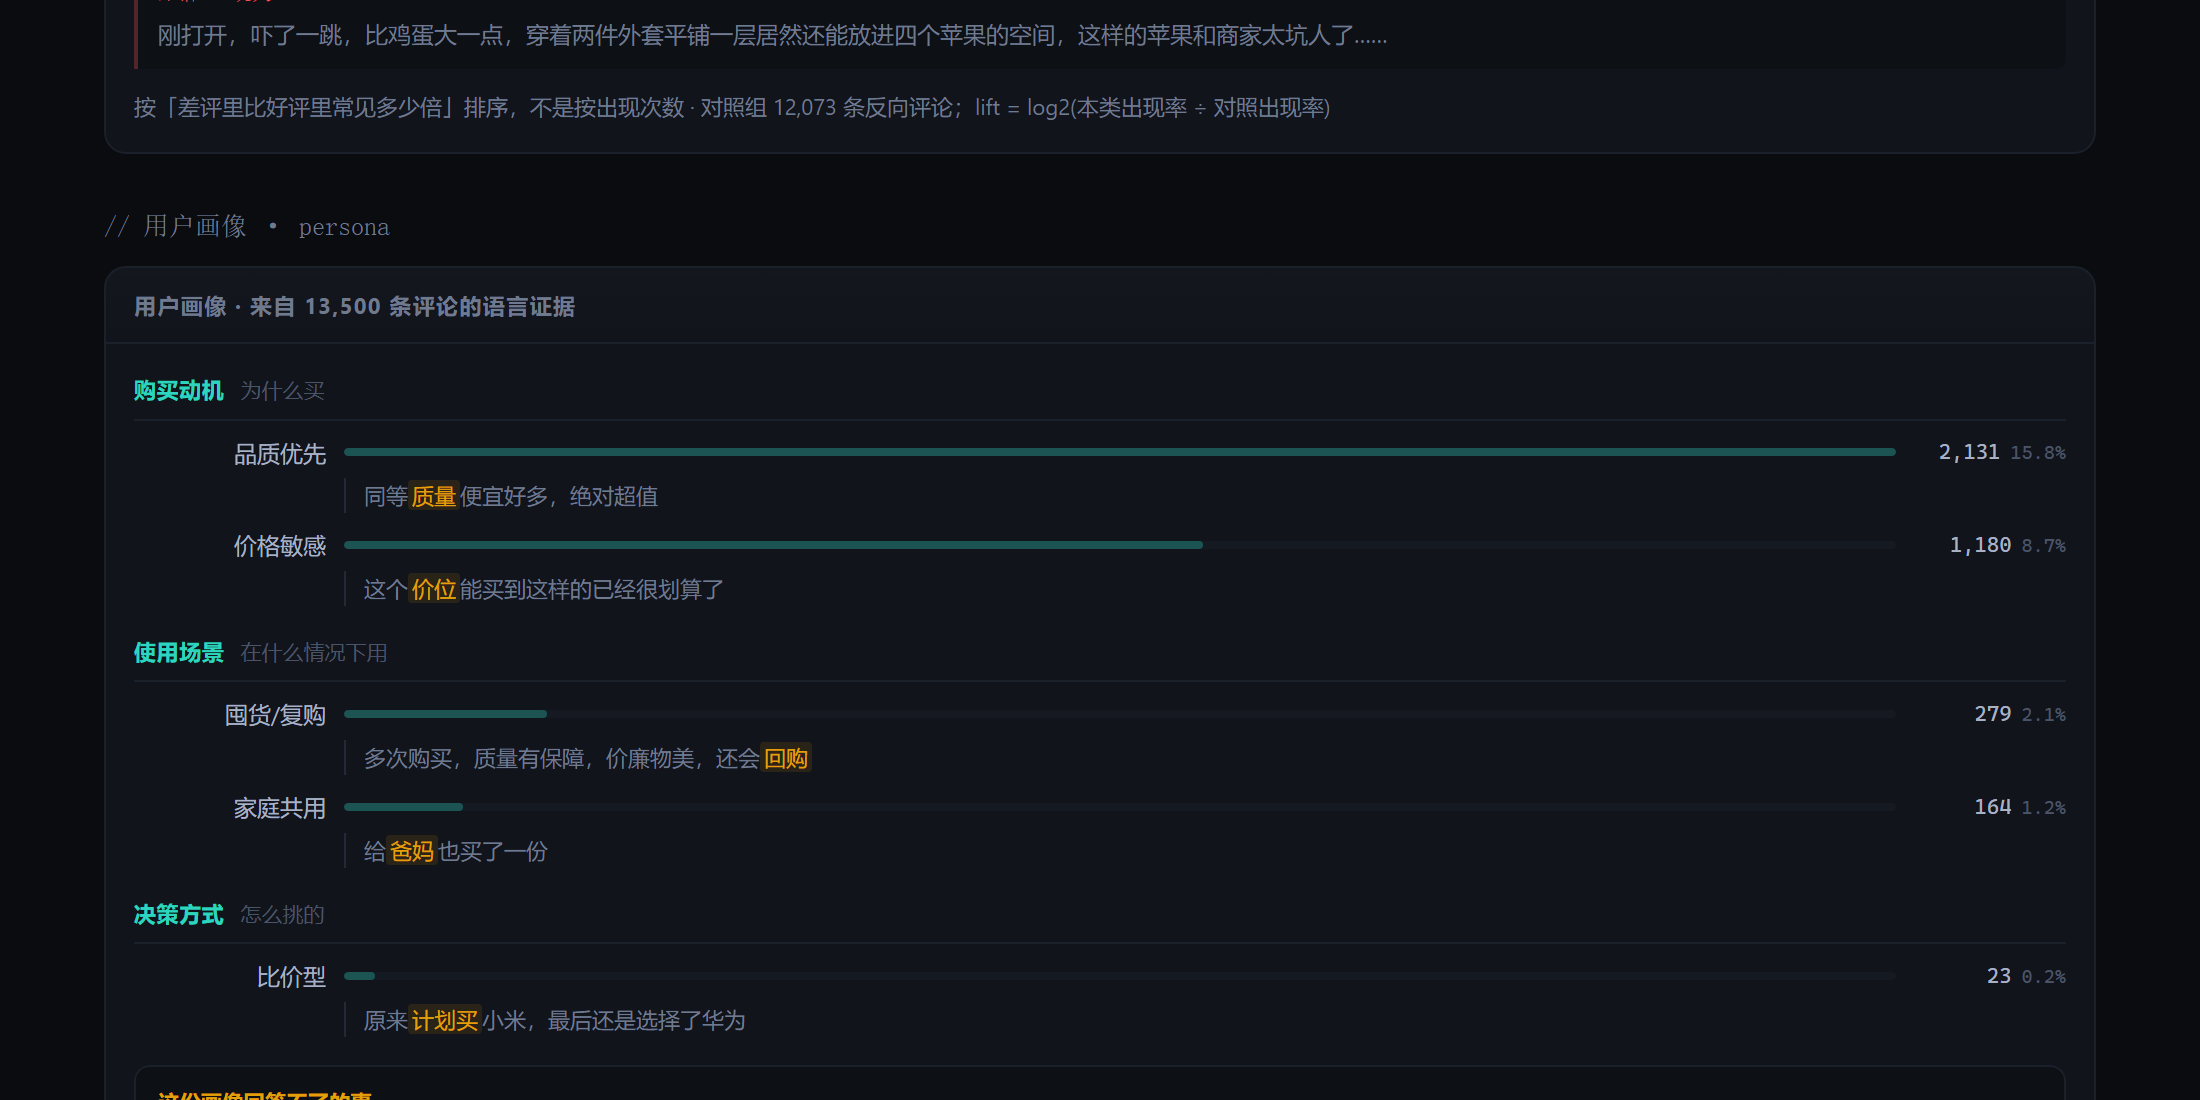 刚打开，吓了一跳，比鸡蛋大一点，穿着两件外套平铺一层居然还能放进四个苹果的空间，这样的苹果和商家太坑人了……
按「差评里比好评里常见多少倍」排序，不是按出现次数 · 对照组 12,073 条反向评论；lift = log2(本类出现率 ÷ 对照出现率)
// 用户画像 • persona
用户画像 · 来自 13,500 条评论的语言证据
购买动机 为什么买
品质优先 2,131 15.8%
同等质量便宜好多，绝对超值
价格敏感 1,180 8.7%
这个价位能买到这样的已经很划算了
使用场景 在什么情况下用
囤货/复购 279 2.1%
多次购买，质量有保障，价廉物美，还会回购
家庭共用 164 1.2%
给爸妈也买了一份
决策方式 怎么挑的
比价型 23 0.2%
原来计划买小米，最后还是选择了华为
这份画像回答不了的事